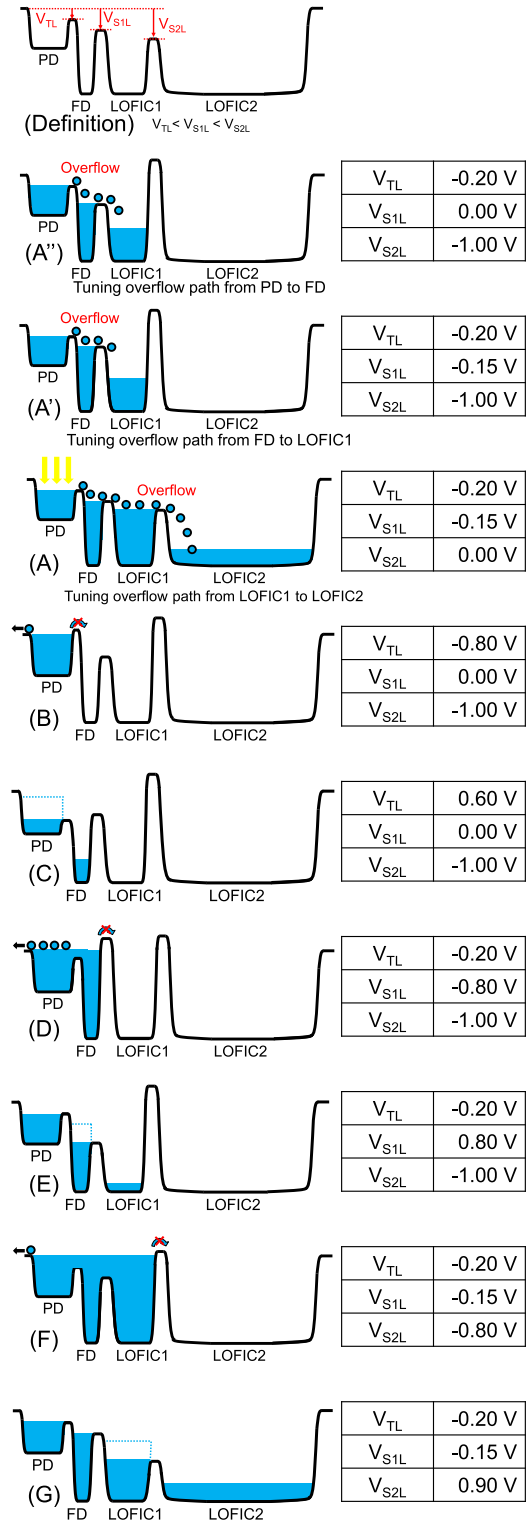 V_TL V_S1L V_S2L
PD
FD LOFIC1 LOFIC2
(Definition) V_TL < V_S1L < V_S2L
Overflow
PD
(A'')
FD LOFIC1 LOFIC2
Tuning overflow path from PD to FD
V_TL -0.20 V
V_S1L 0.00 V
V_S2L -1.00 V
Overflow
PD
(A')
FD LOFIC1 LOFIC2
Tuning overflow path from FD to LOFIC1
V_TL -0.20 V
V_S1L -0.15 V
V_S2L -1.00 V
Overflow
PD
(A)
FD LOFIC1 LOFIC2
Tuning overflow path from LOFIC1 to LOFIC2
V_TL -0.20 V
V_S1L -0.15 V
V_S2L 0.00 V
PD
(B)
FD LOFIC1 LOFIC2
V_TL -0.80 V
V_S1L 0.00 V
V_S2L -1.00 V
PD
(C)
FD LOFIC1 LOFIC2
V_TL 0.60 V
V_S1L 0.00 V
V_S2L -1.00 V
PD
(D)
FD LOFIC1 LOFIC2
V_TL -0.20 V
V_S1L -0.80 V
V_S2L -1.00 V
PD
(E)
FD LOFIC1 LOFIC2
V_TL -0.20 V
V_S1L 0.80 V
V_S2L -1.00 V
PD
(F)
FD LOFIC1 LOFIC2
V_TL -0.20 V
V_S1L -0.15 V
V_S2L -0.80 V
PD
(G)
FD LOFIC1 LOFIC2
V_TL -0.20 V
V_S1L -0.15 V
V_S2L 0.90 V